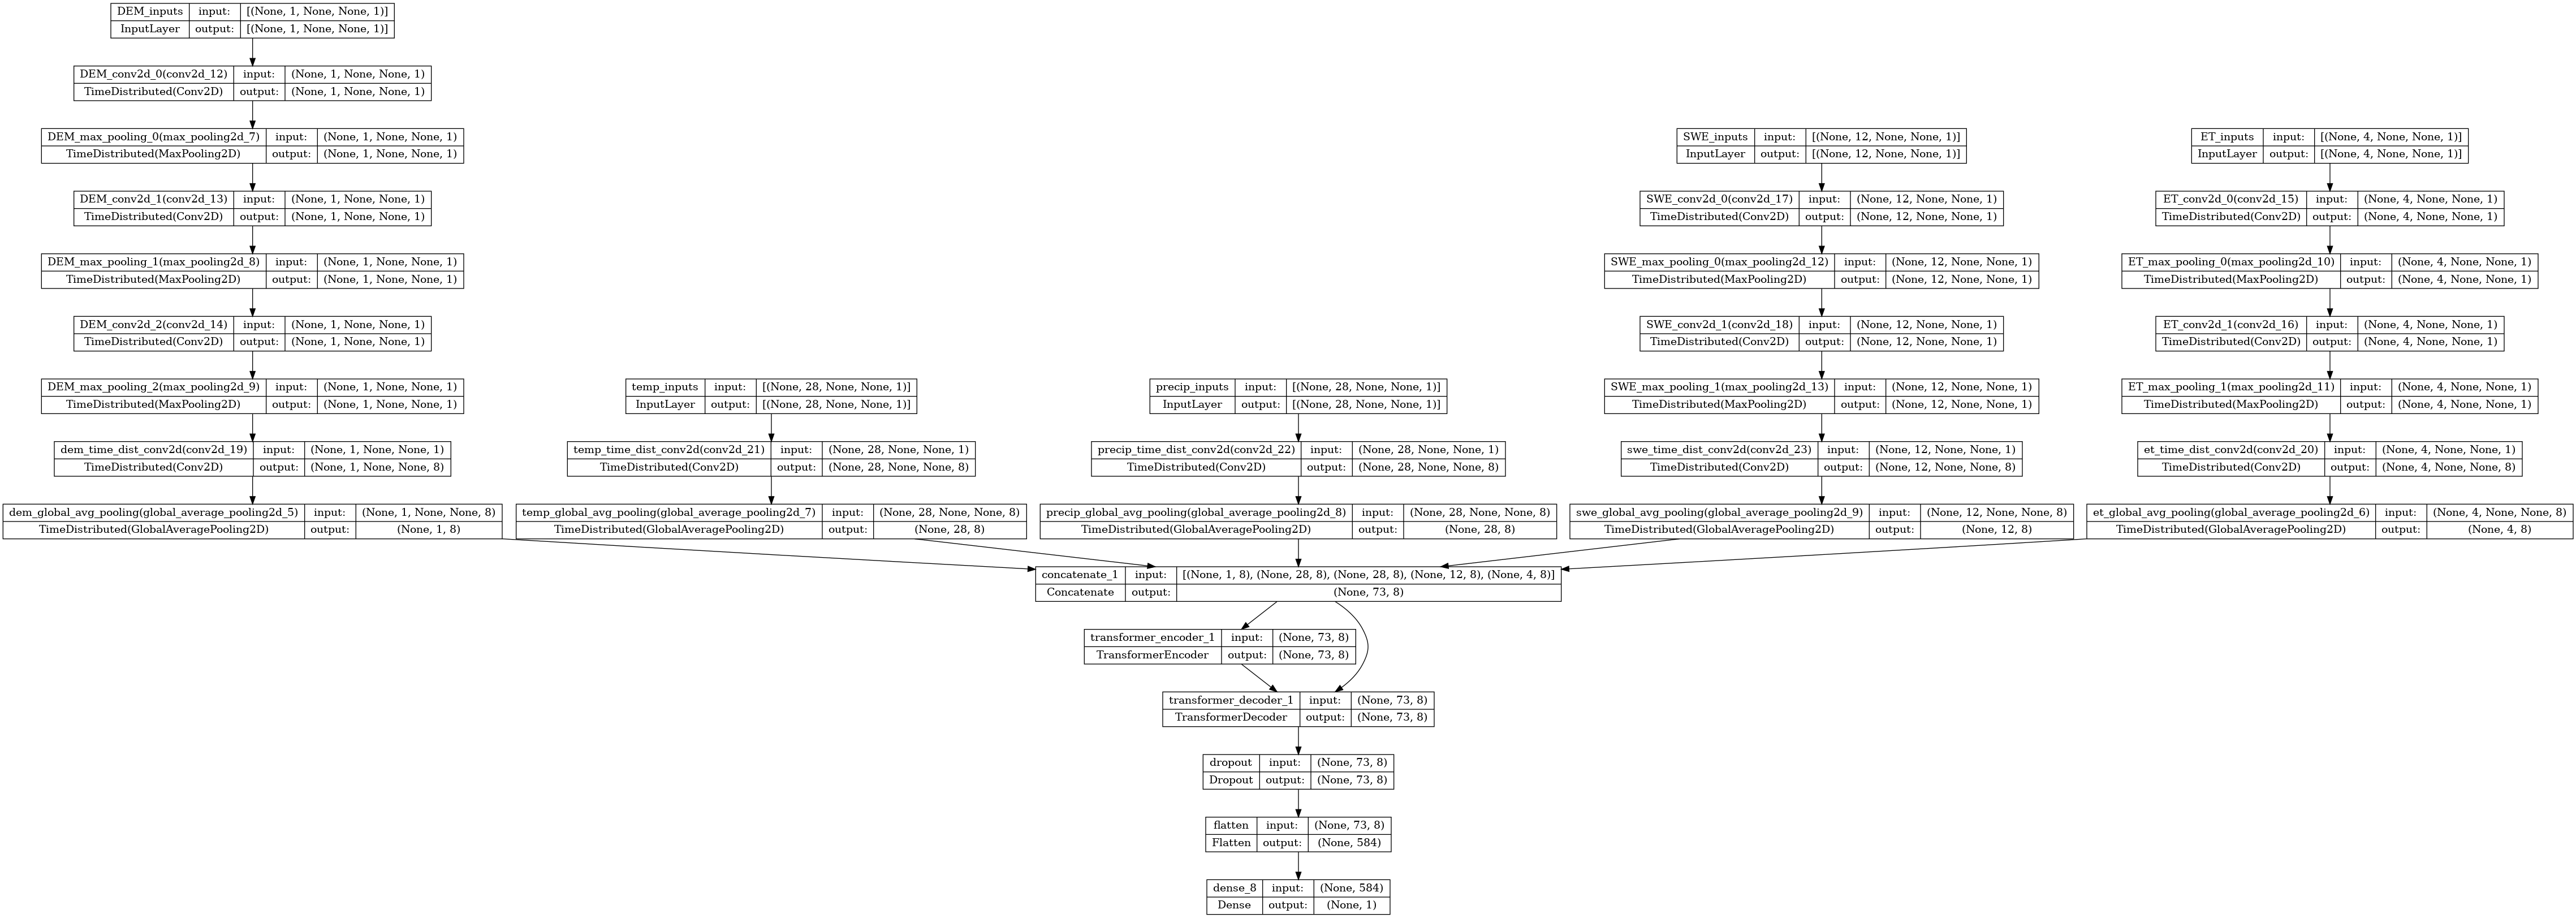 DEM_inputs input: [(None, 1, None, None, 1)]
InputLayer output: [(None, 1, None, None, 1)]
DEM_conv2d_0(conv2d_12) input: (None, 1, None, None, 1)
TimeDistributed(Conv2D) output: (None, 1, None, None, 1)
DEM_max_pooling_0(max_pooling2d_7) input: (None, 1, None, None, 1)
TimeDistributed(MaxPooling2D) output: (None, 1, None, None, 1)
DEM_conv2d_1(conv2d_13) input: (None, 1, None, None, 1)
TimeDistributed(Conv2D) output: (None, 1, None, None, 1)
DEM_max_pooling_1(max_pooling2d_8) input: (None, 1, None, None, 1)
TimeDistributed(MaxPooling2D) output: (None, 1, None, None, 1)
DEM_conv2d_2(conv2d_14) input: (None, 1, None, None, 1)
TimeDistributed(Conv2D) output: (None, 1, None, None, 1)
DEM_max_pooling_2(max_pooling2d_9) input: (None, 1, None, None, 1)
TimeDistributed(MaxPooling2D) output: (None, 1, None, None, 1)
dem_time_dist_conv2d(conv2d_19) input: (None, 1, None, None, 1)
TimeDistributed(Conv2D) output: (None, 1, None, None, 8)
dem_global_avg_pooling(global_average_pooling2d_5) input: (None, 1, None, None, 8)
TimeDistributed(GlobalAveragePooling2D) output: (None, 1, 8)
temp_inputs input: [(None, 28, None, None, 1)]
InputLayer output: [(None, 28, None, None, 1)]
temp_time_dist_conv2d(conv2d_21) input: (None, 28, None, None, 1)
TimeDistributed(Conv2D) output: (None, 28, None, None, 8)
temp_global_avg_pooling(global_average_pooling2d_7) input: (None, 28, None, None, 8)
TimeDistributed(GlobalAveragePooling2D) output: (None, 28, 8)
precip_inputs input: [(None, 28, None, None, 1)]
InputLayer output: [(None, 28, None, None, 1)]
precip_time_dist_conv2d(conv2d_22) input: (None, 28, None, None, 1)
TimeDistributed(Conv2D) output: (None, 28, None, None, 8)
precip_global_avg_pooling(global_average_pooling2d_8) input: (None, 28, None, None, 8)
TimeDistributed(GlobalAveragePooling2D) output: (None, 28, 8)
SWE_inputs input: [(None, 12, None, None, 1)]
InputLayer output: [(None, 12, None, None, 1)]
SWE_conv2d_0(conv2d_17) input: (None, 12, None, None, 1)
TimeDistributed(Conv2D) output: (None, 12, None, None, 1)
SWE_max_pooling_0(max_pooling2d_12) input: (None, 12, None, None, 1)
TimeDistributed(MaxPooling2D) output: (None, 12, None, None, 1)
SWE_conv2d_1(conv2d_18) input: (None, 12, None, None, 1)
TimeDistributed(Conv2D) output: (None, 12, None, None, 1)
SWE_max_pooling_1(max_pooling2d_13) input: (None, 12, None, None, 1)
TimeDistributed(MaxPooling2D) output: (None, 12, None, None, 1)
swe_time_dist_conv2d(conv2d_23) input: (None, 12, None, None, 1)
TimeDistributed(Conv2D) output: (None, 12, None, None, 8)
swe_global_avg_pooling(global_average_pooling2d_9) input: (None, 12, None, None, 8)
TimeDistributed(GlobalAveragePooling2D) output: (None, 12, 8)
ET_inputs input: [(None, 4, None, None, 1)]
InputLayer output: [(None, 4, None, None, 1)]
ET_conv2d_0(conv2d_15) input: (None, 4, None, None, 1)
TimeDistributed(Conv2D) output: (None, 4, None, None, 1)
ET_max_pooling_0(max_pooling2d_10) input: (None, 4, None, None, 1)
TimeDistributed(MaxPooling2D) output: (None, 4, None, None, 1)
ET_conv2d_1(conv2d_16) input: (None, 4, None, None, 1)
TimeDistributed(Conv2D) output: (None, 4, None, None, 1)
ET_max_pooling_1(max_pooling2d_11) input: (None, 4, None, None, 1)
TimeDistributed(MaxPooling2D) output: (None, 4, None, None, 1)
et_time_dist_conv2d(conv2d_20) input: (None, 4, None, None, 1)
TimeDistributed(Conv2D) output: (None, 4, None, None, 8)
et_global_avg_pooling(global_average_pooling2d_6) input: (None, 4, None, None, 8)
TimeDistributed(GlobalAveragePooling2D) output: (None, 4, 8)
concatenate_1 input: [(None, 1, 8), (None, 28, 8), (None, 28, 8), (None, 12, 8), (None, 4, 8)]
Concatenate output: (None, 73, 8)
transformer_encoder_1 input: (None, 73, 8)
TransformerEncoder output: (None, 73, 8)
transformer_decoder_1 input: (None, 73, 8)
TransformerDecoder output: (None, 73, 8)
dropout input: (None, 73, 8)
Dropout output: (None, 73, 8)
flatten input: (None, 73, 8)
Flatten output: (None, 584)
dense_8 input: (None, 584)
Dense output: (None, 1)